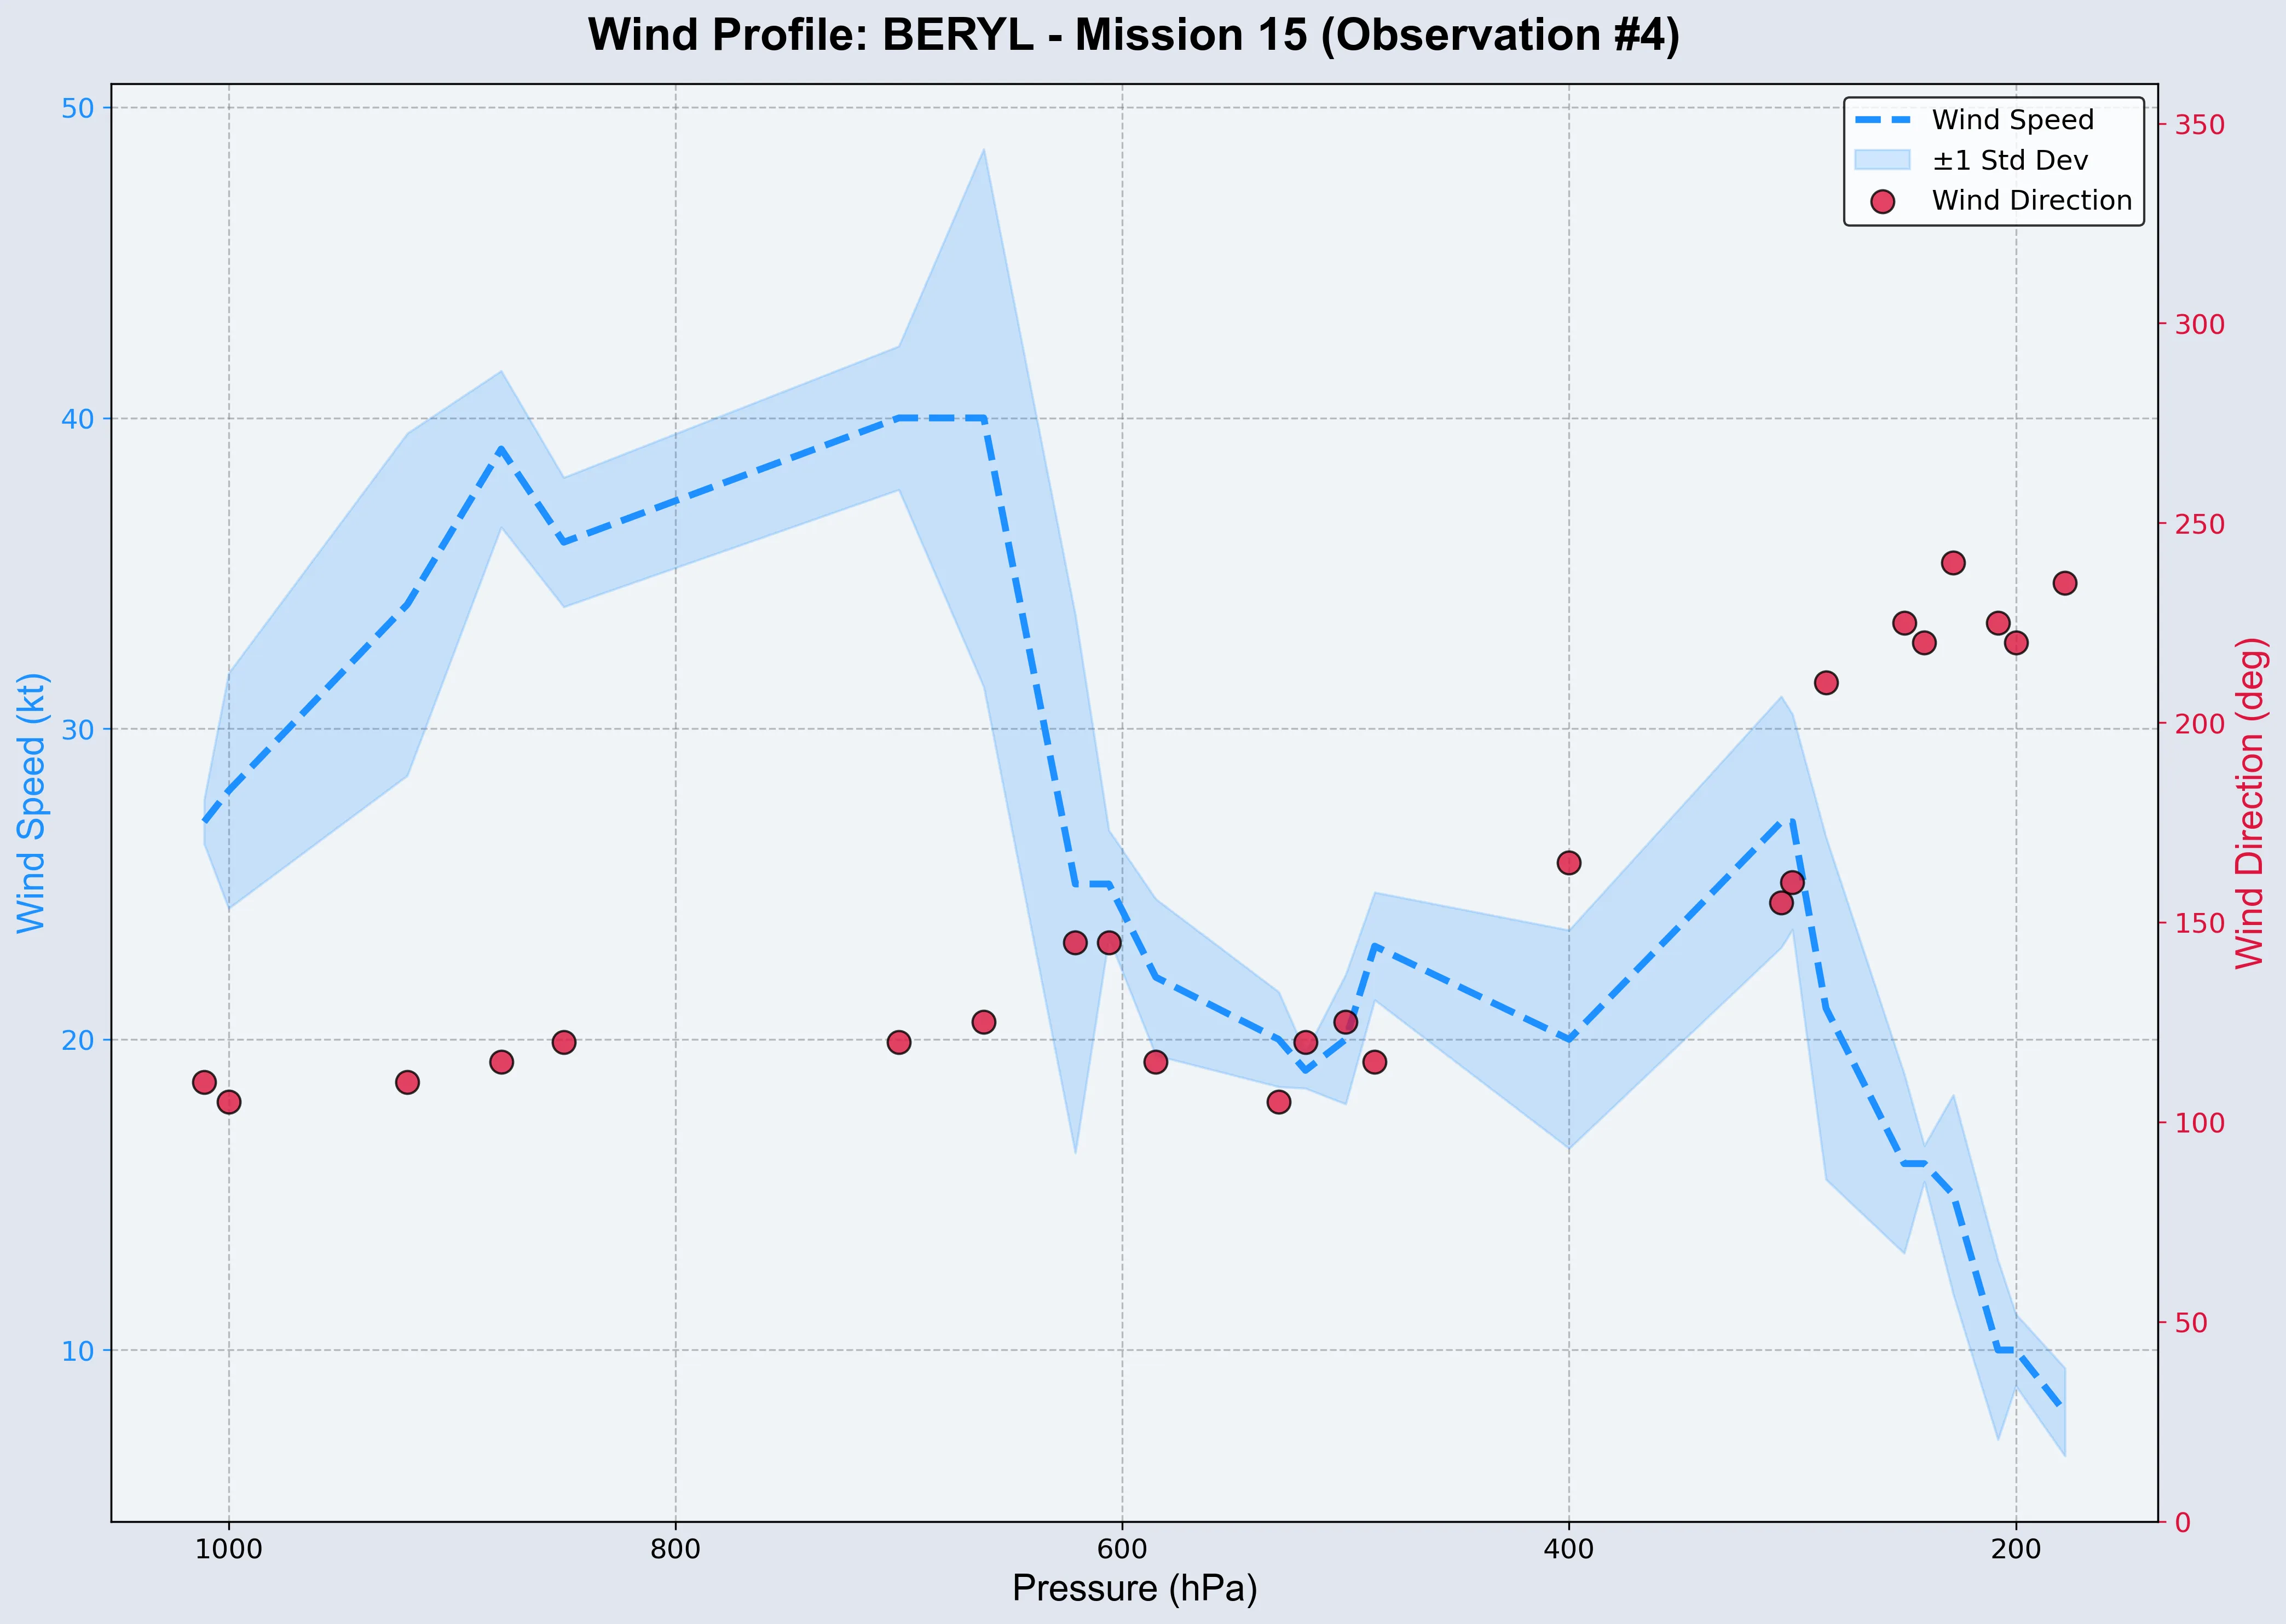 Wind Profile: BERYL - Mission 15 (Observation #4)
Wind Speed
±1 Std Dev
Wind Direction
50
40
30
20
10
Wind Speed (kt)
350
300
250
200
150
100
50
0
Wind Direction (deg)
1000
800
600
400
200
Pressure (hPa)